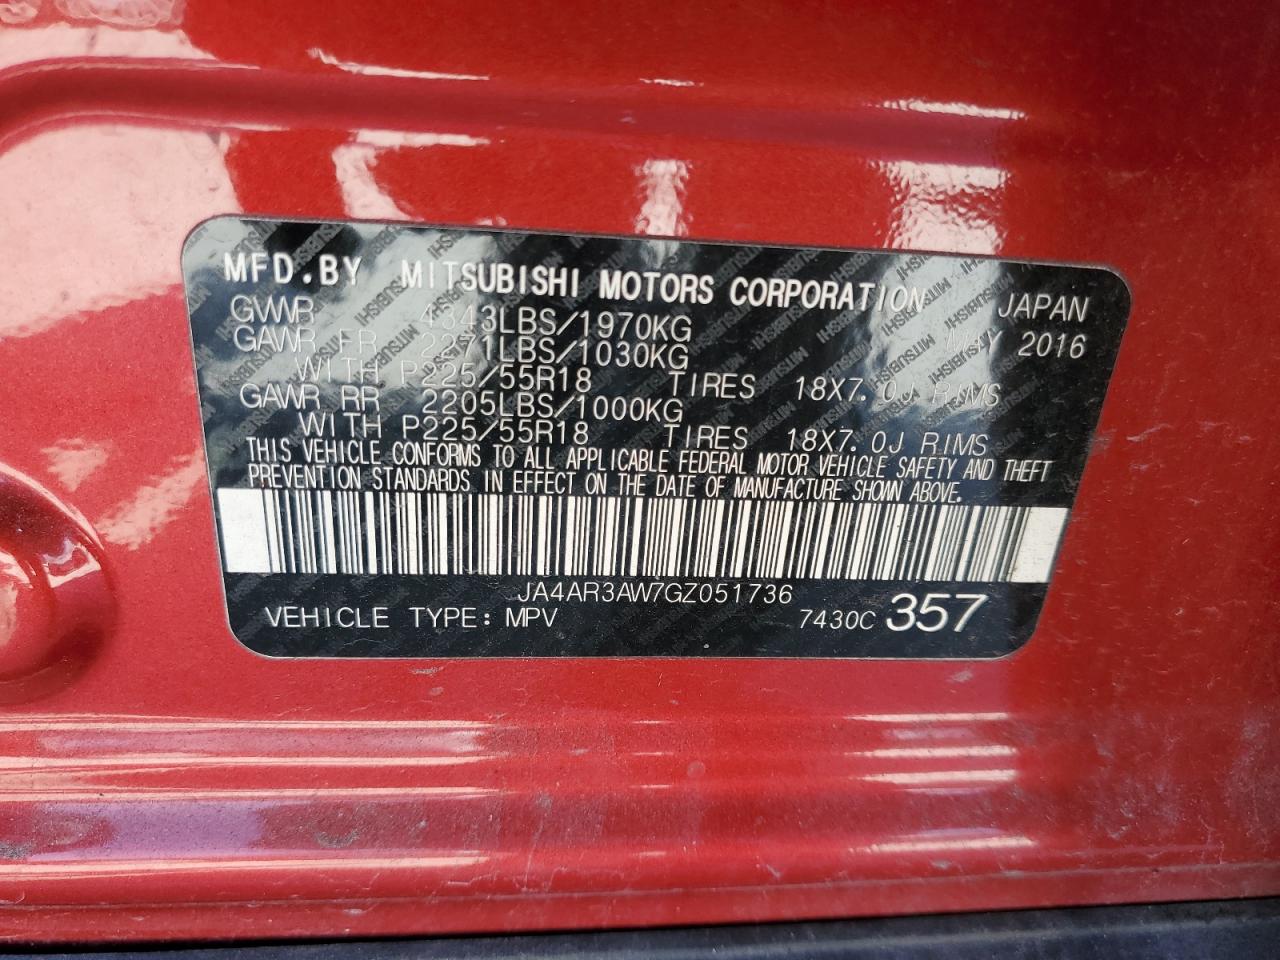 MFD.BY MITSUBISHI MOTORS CORPORATION JAPAN
GVWR 4343LBS/1970KG MAY 2016
GAWR FR 2271LBS/1030KG
WITH P225/55R18 TIRES 18X7.0J RIMS
GAWR RR 2205LBS/1000KG
WITH P225/55R18 TIRES 18X7.0J RIMS
THIS VEHICLE CONFORMS TO ALL APPLICABLE FEDERAL MOTOR VEHICLE SAFETY AND THEFT
PREVENTION STANDARDS IN EFFECT ON THE DATE OF MANUFACTURE SHOWN ABOVE.
JA4AR3AW7GZ051736
VEHICLE TYPE: MPV 7430C 357